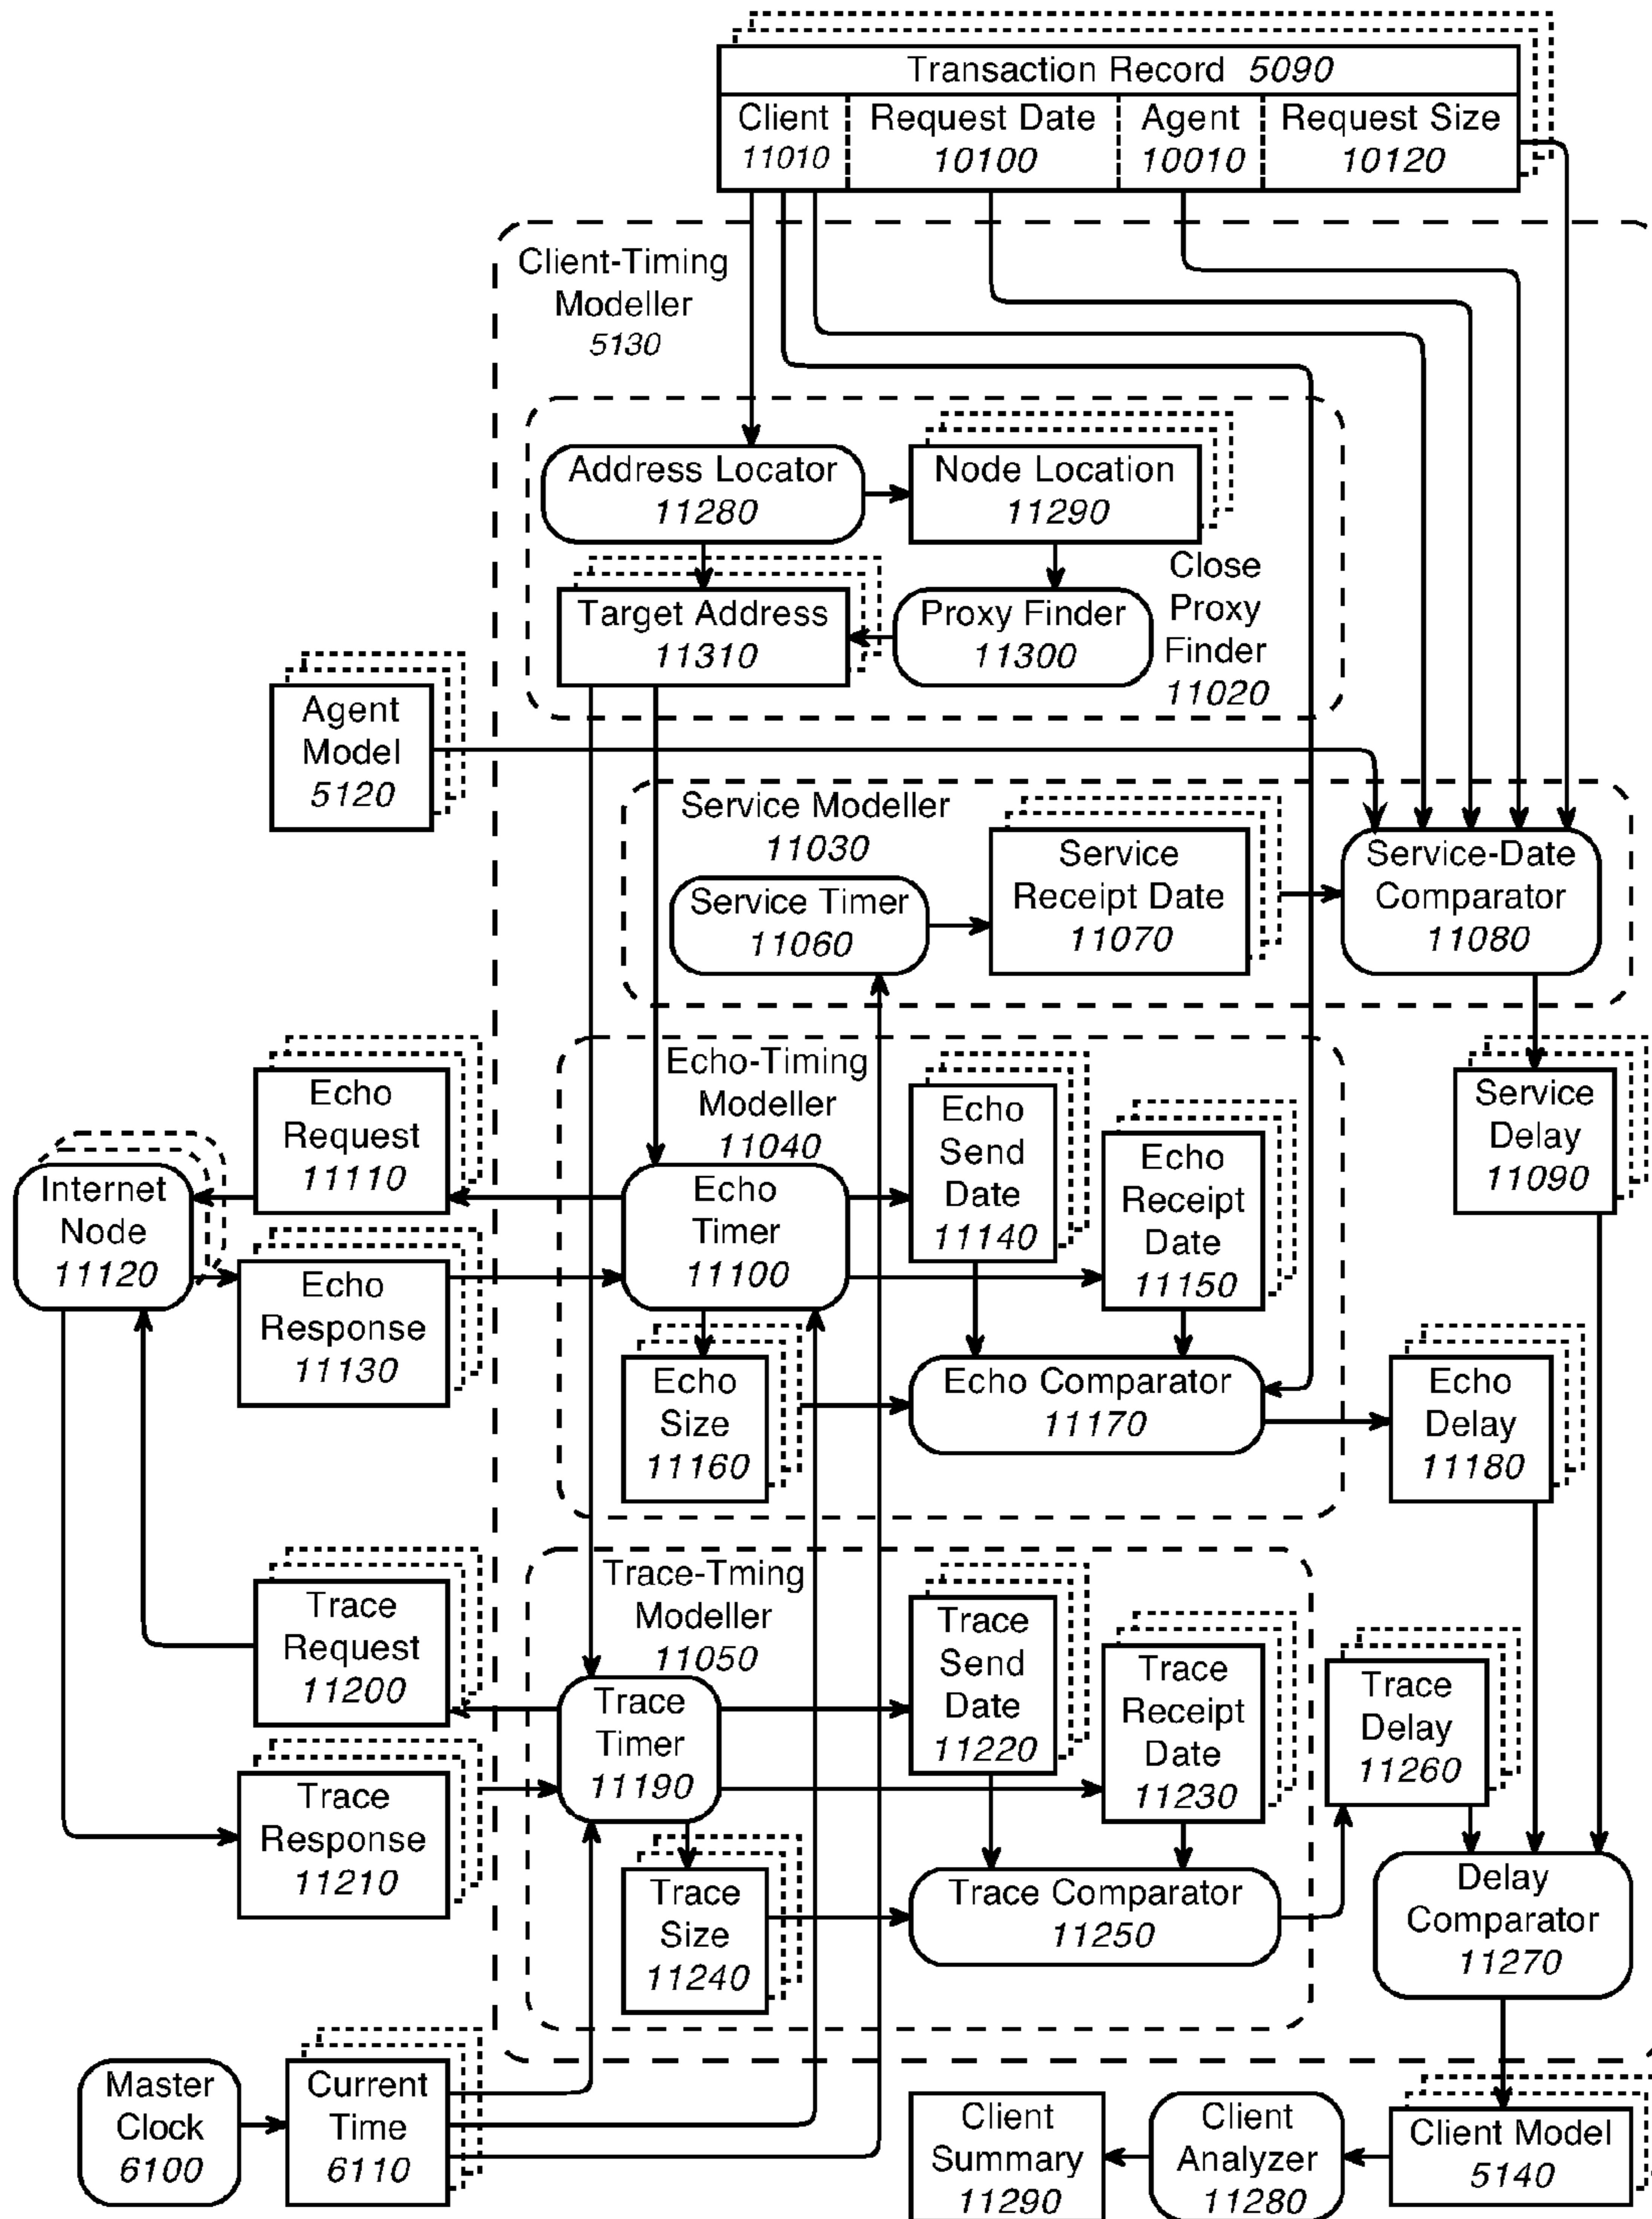 Transaction Record 5090
Client
11010
Request Date
10100
Agent
10010
Request Size
10120
Client-Timing
Modeller
5130
Address Locator
11280
Node Location
11290
Target Address
11310
Proxy Finder
11300
Close
Proxy
Finder
11020
Agent
Model
5120
Service Modeller
11030
Service Timer
11060
Service
Receipt Date
11070
Service-Date
Comparator
11080
Service
Delay
11090
Echo
Request
11110
Internet
Node
11120
Echo
Response
11130
Echo-Timing
Modeller
11040
Echo
Timer
11100
Echo
Send
Date
11140
Echo
Receipt
Date
11150
Echo
Size
11160
Echo Comparator
11170
Echo
Delay
11180
Trace
Request
11200
Trace
Response
11210
Trace-Tming
Modeller
11050
Trace
Timer
11190
Trace
Send
Date
11220
Trace
Receipt
Date
11230
Trace
Size
11240
Trace Comparator
11250
Trace
Delay
11260
Delay
Comparator
11270
Master
Clock
6100
Current
Time
6110
Client
Summary
11290
Client
Analyzer
11280
Client Model
5140